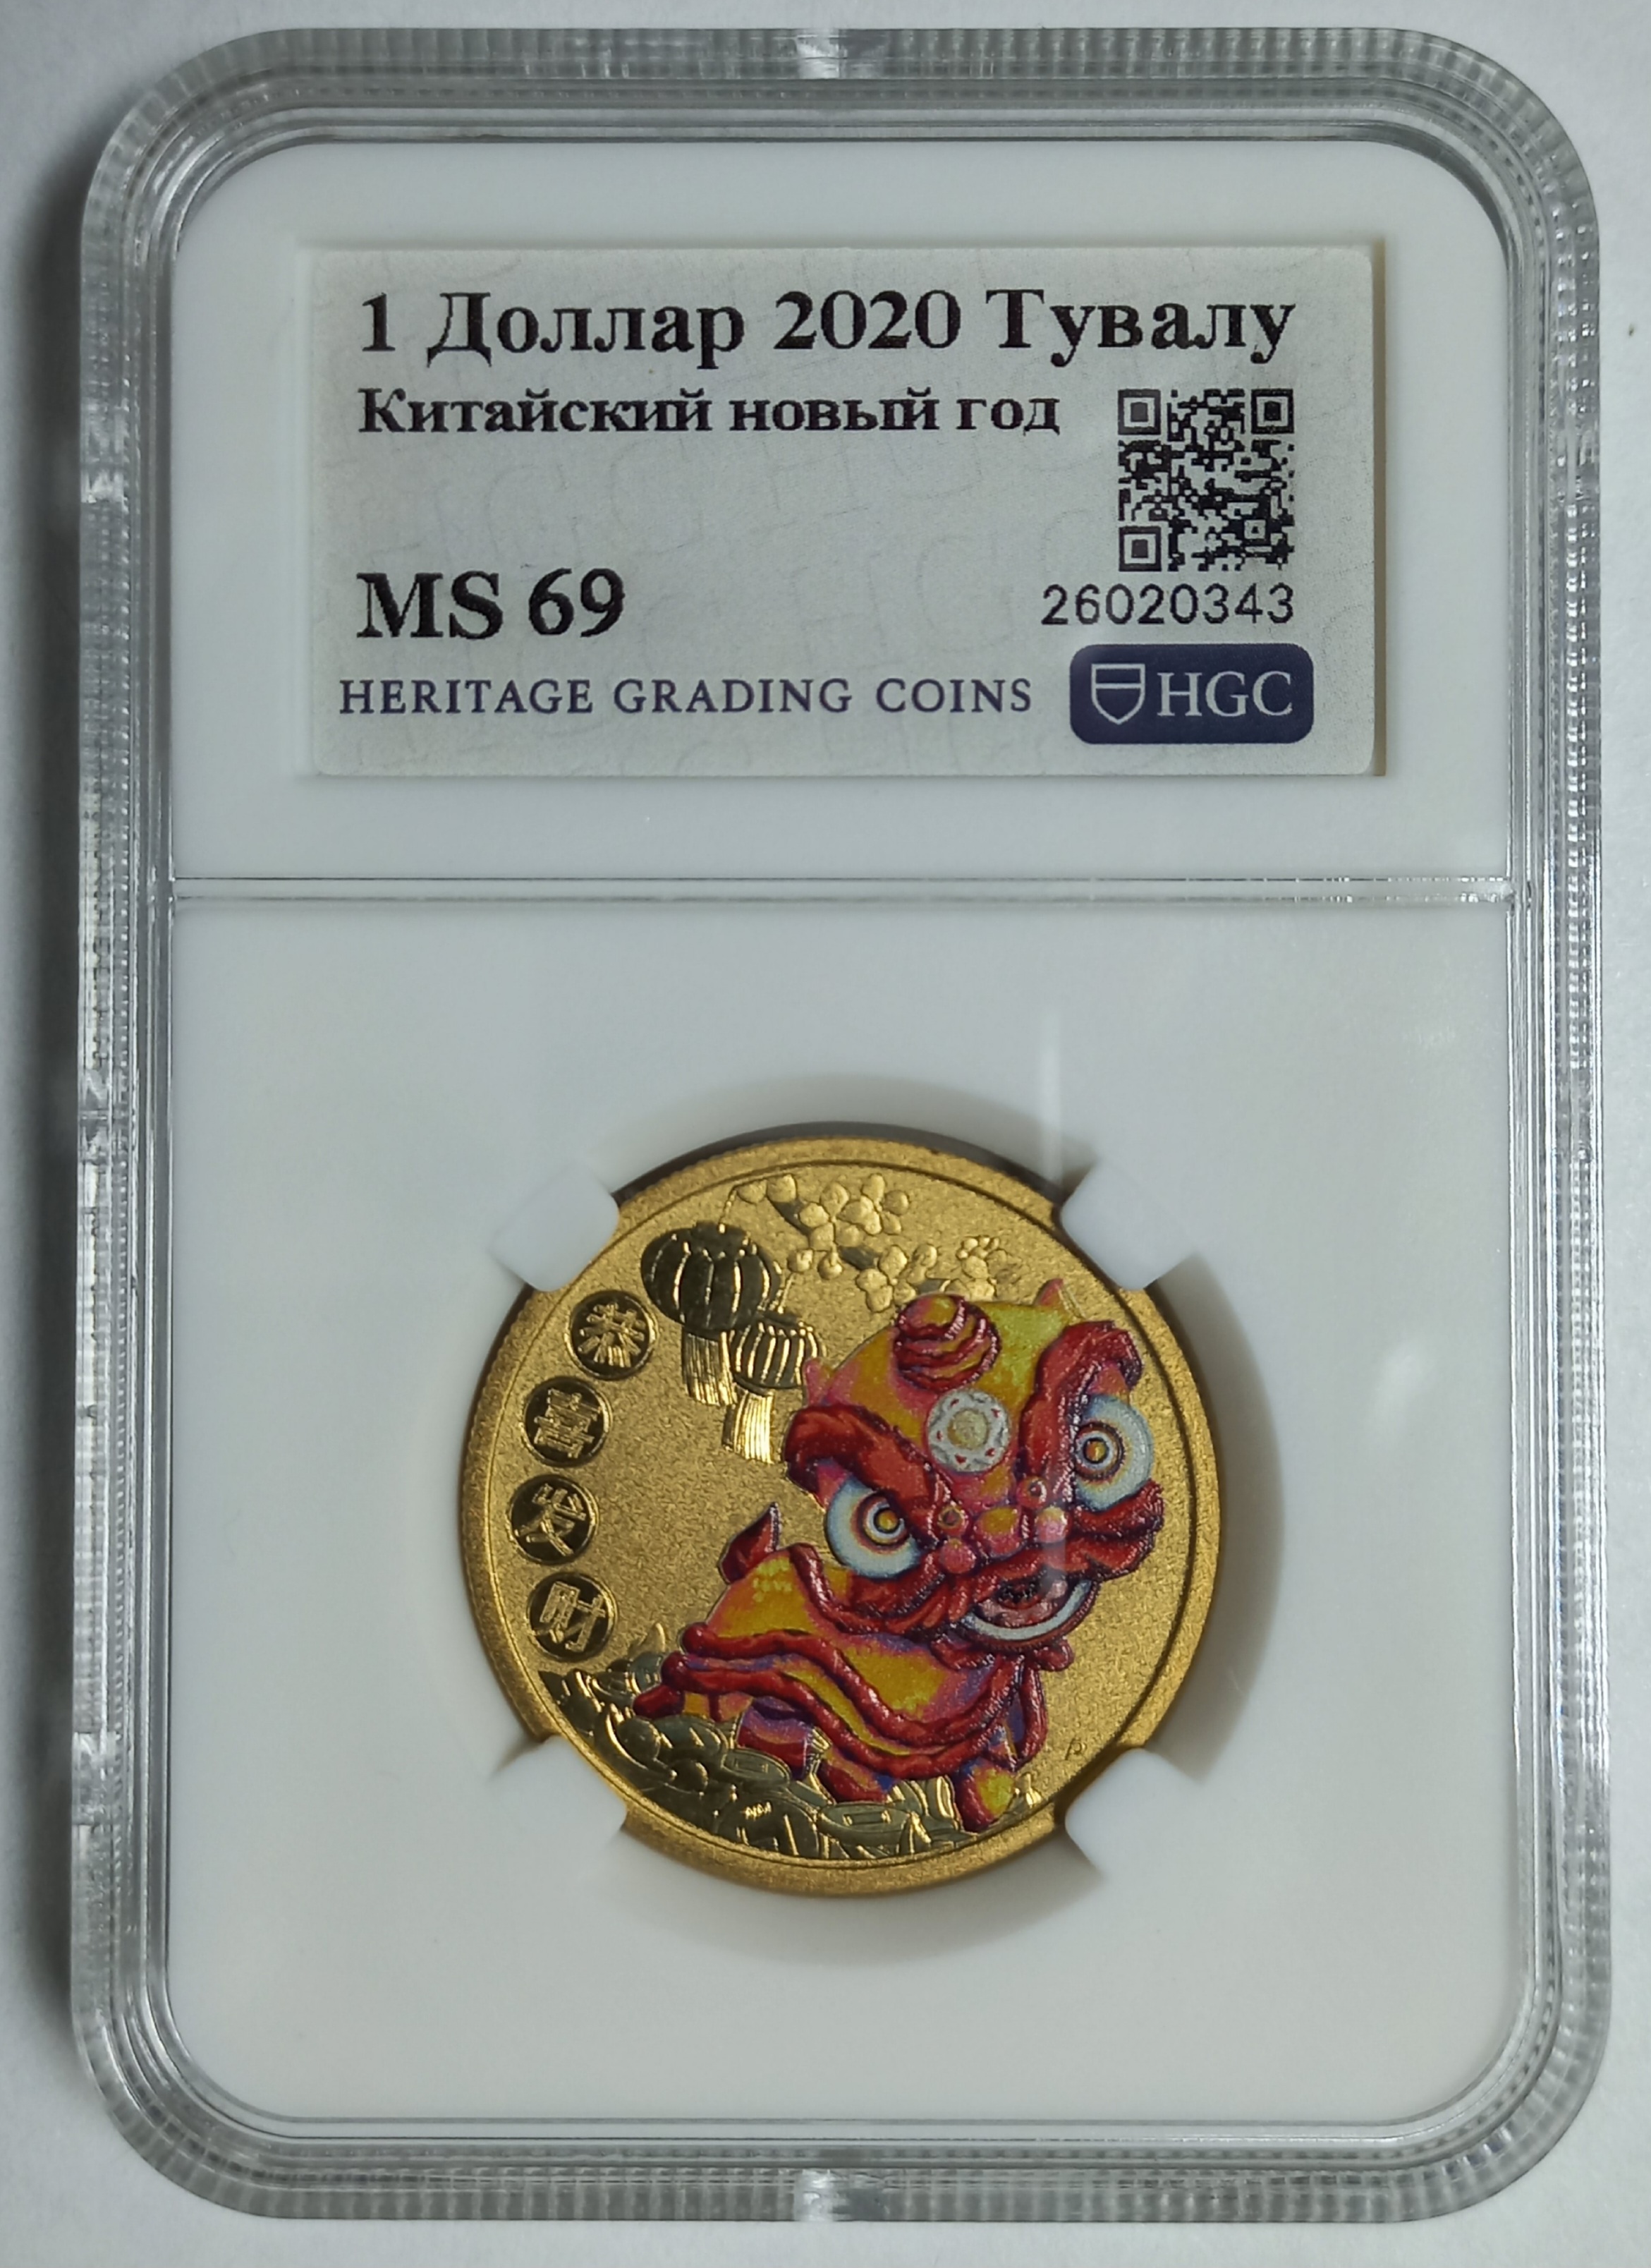 1 Доллар 2020 Тувалу
Китайский новый год
MS 69
26020343
HERITAGE GRADING COINS
HGC
恭
喜
发
财